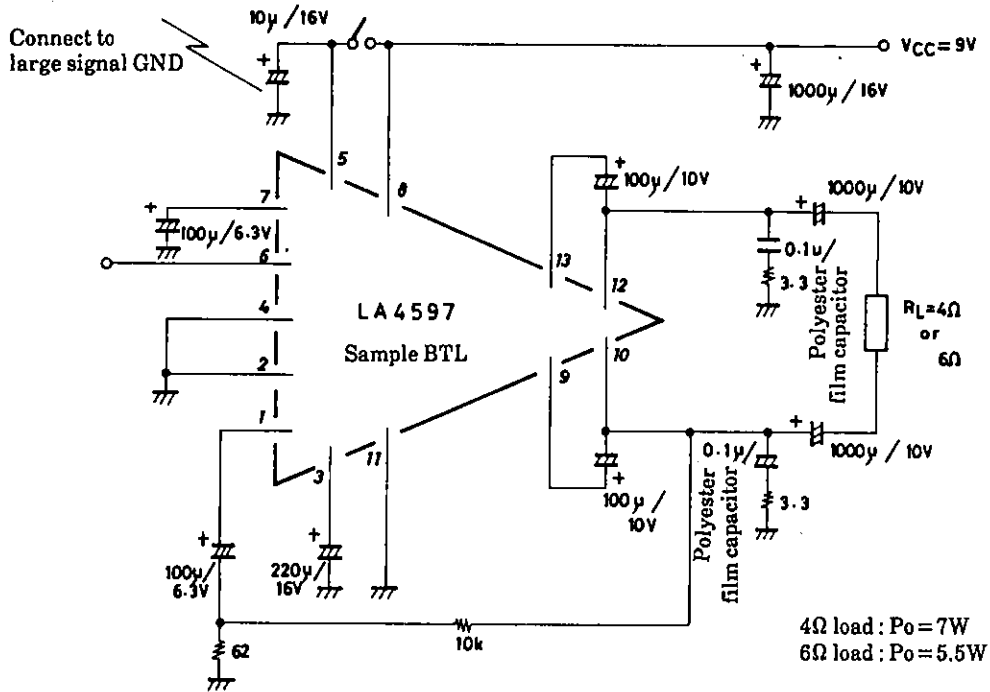 Connect to
large signal GND
10μ/16V
+
VCC=9V
+
1000μ/16V
5
8
7
+
100μ/6.3V
6
4
2
1
LA4597
Sample BTL
3
11
13
12
10
9
+
100μ/10V
+
1000μ/10V
0.1μ/
3.3
Polyester
film capacitor
RL=4Ω
or
6Ω
+
1000μ/10V
+
100μ/
10V
0.1μ/
3.3
Polyester
film capacitor
+
100μ/
6.3V
+
220μ/
16V
62
10k
4Ω load : Po=7W
6Ω load : Po=5.5W